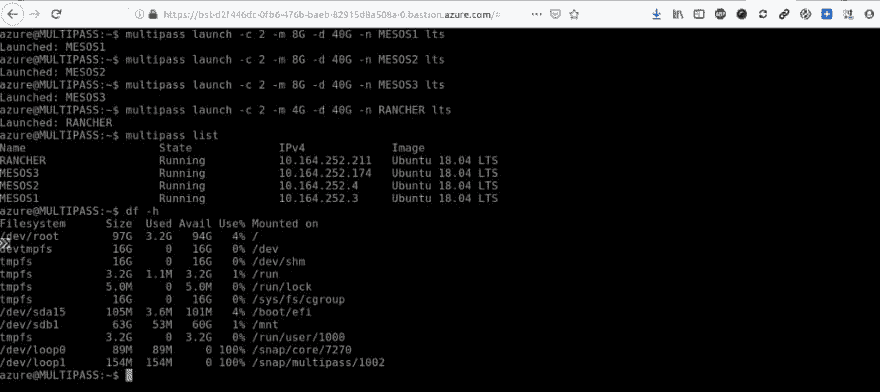 https://bst-d2f446dc-0fb6-476b-baeb-82915d8a508a-0.bastion.azure.com/#
azure@MULTIPASS:~$ multipass launch -c 2 -m 8G -d 40G -n MESOS1 lts
Launched: MESOS1
azure@MULTIPASS:~$ multipass launch -c 2 -m 8G -d 40G -n MESOS2 lts
Launched: MESOS2
azure@MULTIPASS:~$ multipass launch -c 2 -m 8G -d 40G -n MESOS3 lts
Launched: MESOS3
azure@MULTIPASS:~$ multipass launch -c 2 -m 4G -d 40G -n RANCHER lts
Launched: RANCHER
azure@MULTIPASS:~$ multipass list
Name State IPv4 Image
RANCHER Running 10.164.252.211 Ubuntu 18.04 LTS
MESOS3 Running 10.164.252.174 Ubuntu 18.04 LTS
MESOS2 Running 10.164.252.4 Ubuntu 18.04 LTS
MESOS1 Running 10.164.252.3 Ubuntu 18.04 LTS
azure@MULTIPASS:~$ df -h
Filesystem Size Used Avail Use% Mounted on
/dev/root 97G 3.2G 94G 4% /
devtmpfs 16G 0 16G 0% /dev
tmpfs 16G 0 16G 0% /dev/shm
tmpfs 3.2G 1.1M 3.2G 1% /run
tmpfs 5.0M 0 5.0M 0% /run/lock
tmpfs 16G 0 16G 0% /sys/fs/cgroup
/dev/sda15 105M 3.6M 101M 4% /boot/efi
/dev/sdb1 63G 53M 60G 1% /mnt
tmpfs 3.2G 0 3.2G 0% /run/user/1000
/dev/loop0 89M 89M 0 100% /snap/core/7270
/dev/loop1 154M 154M 0 100% /snap/multipass/1002
azure@MULTIPASS:~$